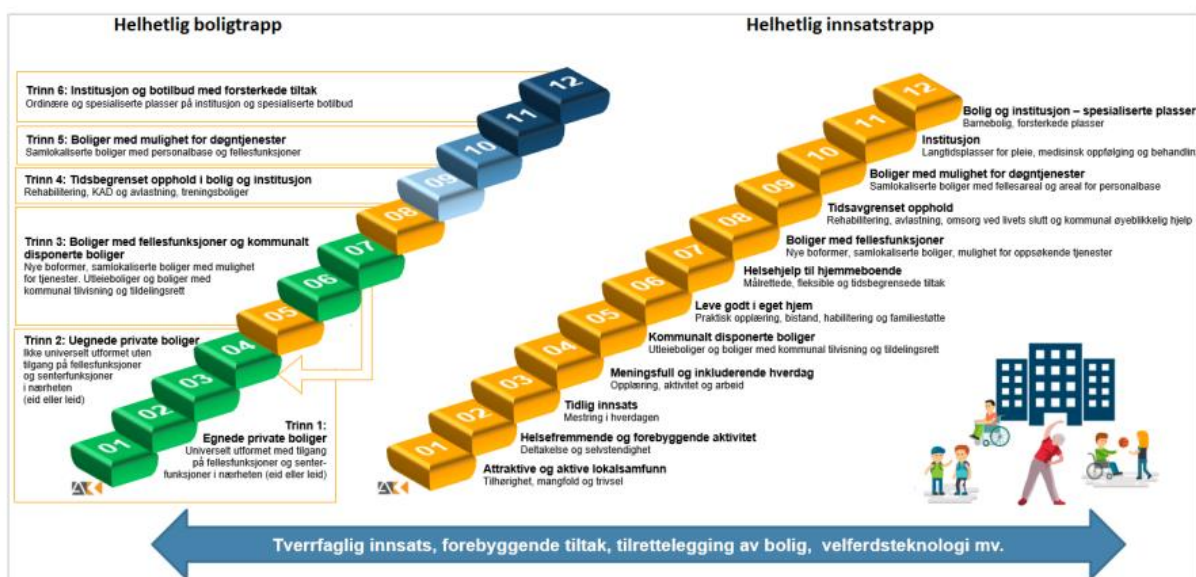 Helhetlig boligtrapp
Trinn 6: Institusjon og botilbud med forsterkede tiltak
Ordinære og spesialiserte plasser på institusjon og spesialiserte botilbud
Trinn 5: Boliger med mulighet for døgntjenester
Samlokaliserte boliger med personalbase og fellesfunksjoner
Trinn 4: Tidsbegrenset opphold i bolig og institusjon
Rehabilitering, KAD og avlastning, treningsboliger
Trinn 3: Boliger med fellesfunksjoner og kommunalt
disponerte boliger
Nye boformer, samlokaliserte boliger med mulighet
for tjenester. Utleieboliger og boliger med
kommunal tilvisning og tildelingsrett
Trinn 2: Uegnede private boliger
Ikke universelt utformet uten
tilgang på fellesfunksjoner
og senterfunksjoner
i nærheten
(eid eller leid)
Trinn 1:
Egnede private boliger
Universelt utformet med tilgang
på fellesfunksjoner og senter-
funksjoner i nærheten (eid eller leid)
12
11
10
09
08
07
06
05
04
03
02
01
Helhetlig innsatstrapp
12
Bolig og institusjon – spesialiserte plasser
Barnebolig, forsterkede plasser
11
Institusjon
Langtidsplasser for pleie, medisinsk oppfølging og behandlin
10
Boliger med mulighet for døgntjenester
Samlokaliserte boliger med fellesareal og areal for personalbase
09
Tidsavgrenset opphold
Rehabilitering, avlastning, omsorg ved livets slutt og kommunal øyeblikkelig hjelp
08
Boliger med fellesfunksjoner
Nye boformer, samlokaliserte boliger, mulighet for oppsøkende tjenester
07
Helsehjelp til hjemmeboende
Målrettede, fleksible og tidsbegrensede tiltak
06
Leve godt i eget hjem
Praktisk opplæring, bistand, habilitering og familiestøtte
05
Kommunalt disponerte boliger
Utleieboliger og boliger med kommunal tilvisning og tildelingsrett
04
Meningsfull og inkluderende hverdag
Opplæring, aktivitet og arbeid
03
Tidlig innsats
Mestring i hverdagen
02
Helsefremmende og forebyggende aktivitet
Deltakelse og selvstendighet
01
Attraktive og aktive lokalsamfunn
Tilhørighet, mangfold og trivsel
Tverrfaglig innsats, forebyggende tiltak, tilrettelegging av bolig, velferdsteknologi mv.